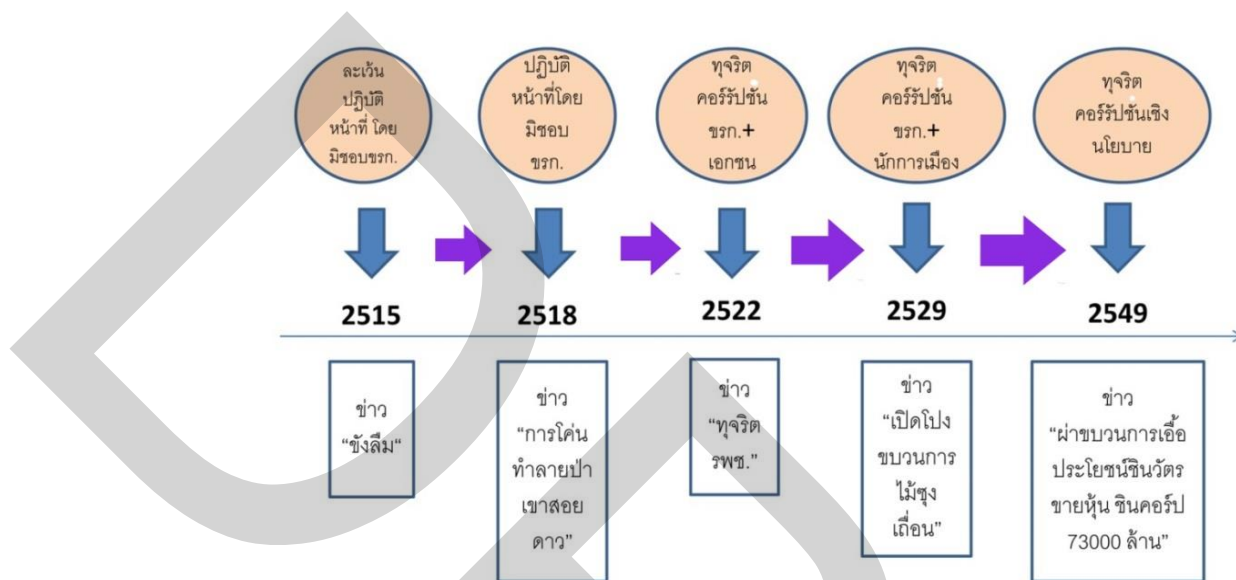 ละเว้น
ปฏิบัติ
หน้าที่ โดย
มิชอบขรก.
ปฏิบัติ
หน้าที่โดย
มิชอบ
ขรก.
ทุจริต
คอร์รัปชัน
ขรก.+
เอกชน
ทุจริต
คอร์รัปชัน
ขรก.+
นักการเมือง
ทุจริต
คอร์รัปชันเชิง
นโยบาย
2515
2518
2522
2529
2549
ข่าว
“ขังลืม“
ข่าว
“การโค่น
ทำลายป่า
เขาสอย
ดาว”
ข่าว
“ทุจริต
รพช.”
ข่าว
“เปิดโปง
ขบวนการ
ไม้ซุง
เถื่อน”
ข่าว
“ผ่าขบวนการเอื้อ
ประโยชน์ชินวัตร
ขายหุ้น ชินคอร์ป
73000 ล้าน”